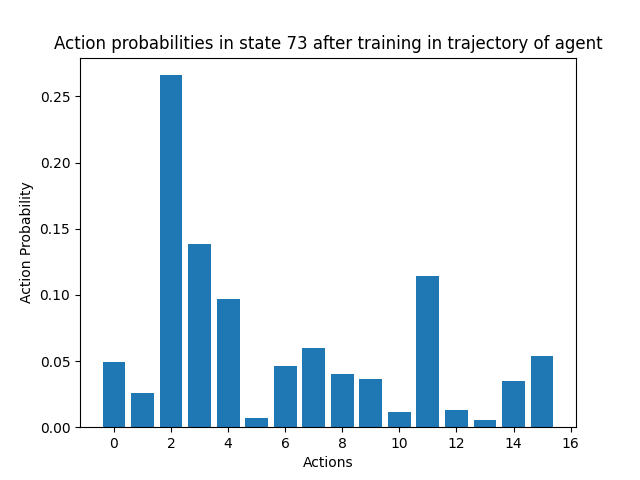 Action probabilities in state 73 after training in trajectory of agent
0.25
0.20
0.15
0.10
0.05
0.00
Action Probability
0 2 4 6 8 10 12 14 16
Actions